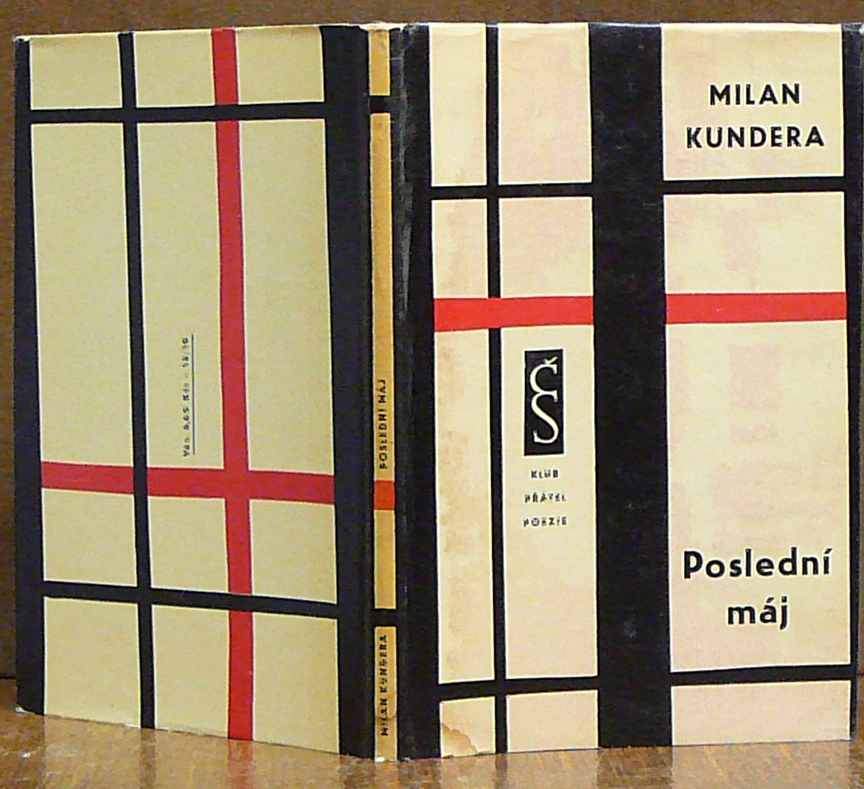 MILAN
KUNDERA
ČS
KLUB
PŘÁTEL
POEZIE
Poslední
máj
POSLEDNÍ MÁJ
MILAN KUNDERA